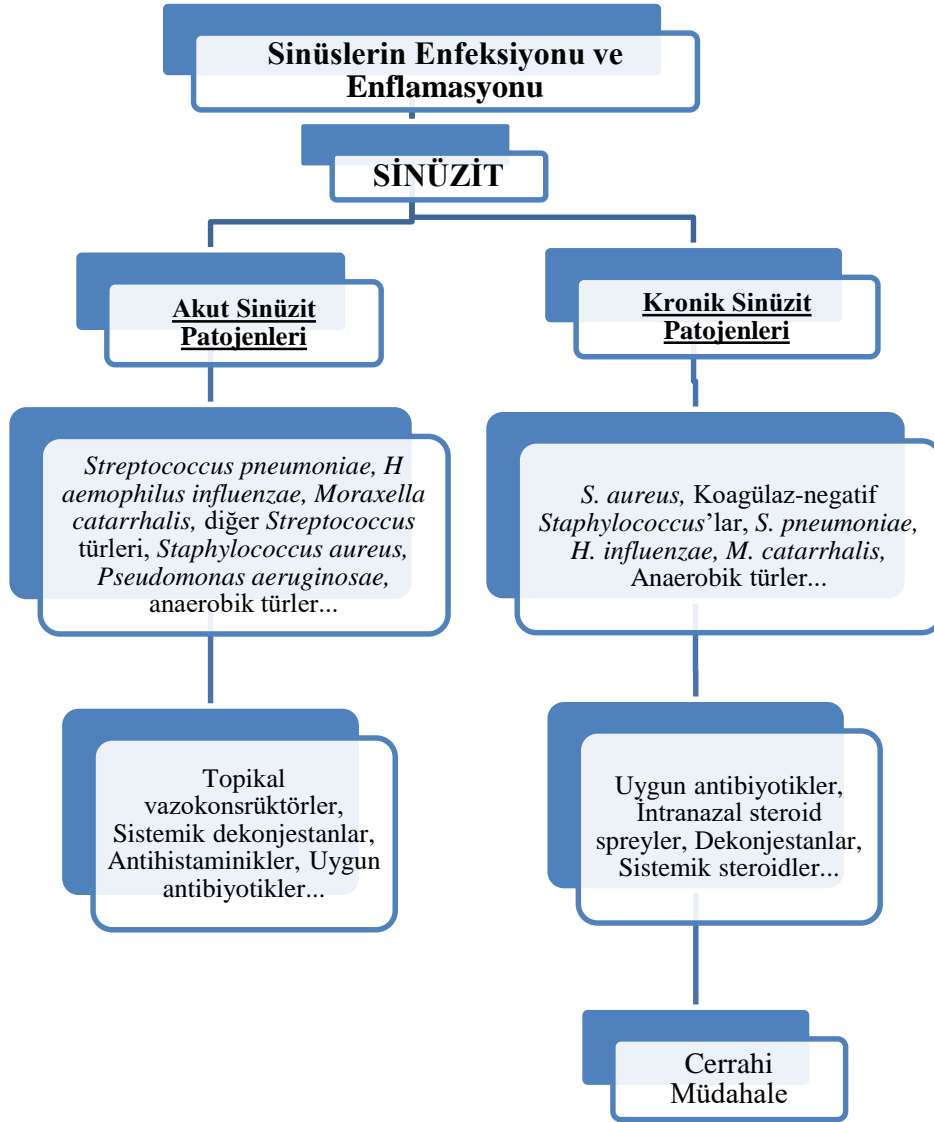 Sinüslerin Enfeksiyonu ve
Enflamasyonu
SİNÜZİT
Akut Sinüzit
Patojenleri
Kronik Sinüzit
Patojenleri
Streptococcus pneumoniae, H
aemophilus influenzae, Moraxella
catarrhalis, diğer Streptococcus
türleri, Staphylococcus aureus,
Pseudomonas aeruginosae,
anaerobik türler...
S. aureus, Koagülaz-negatif
Staphylococcus’lar, S. pneumoniae,
H. influenzae, M. catarrhalis,
Anaerobik türler...
Topikal
vazokonsrüktörler,
Sistemik dekonjestanlar,
Antihistaminikler, Uygun
antibiyotikler...
Uygun antibiyotikler,
İntranazal steroid
spreyler, Dekonjestanlar,
Sistemik steroidler...
Cerrahi
Müdahale